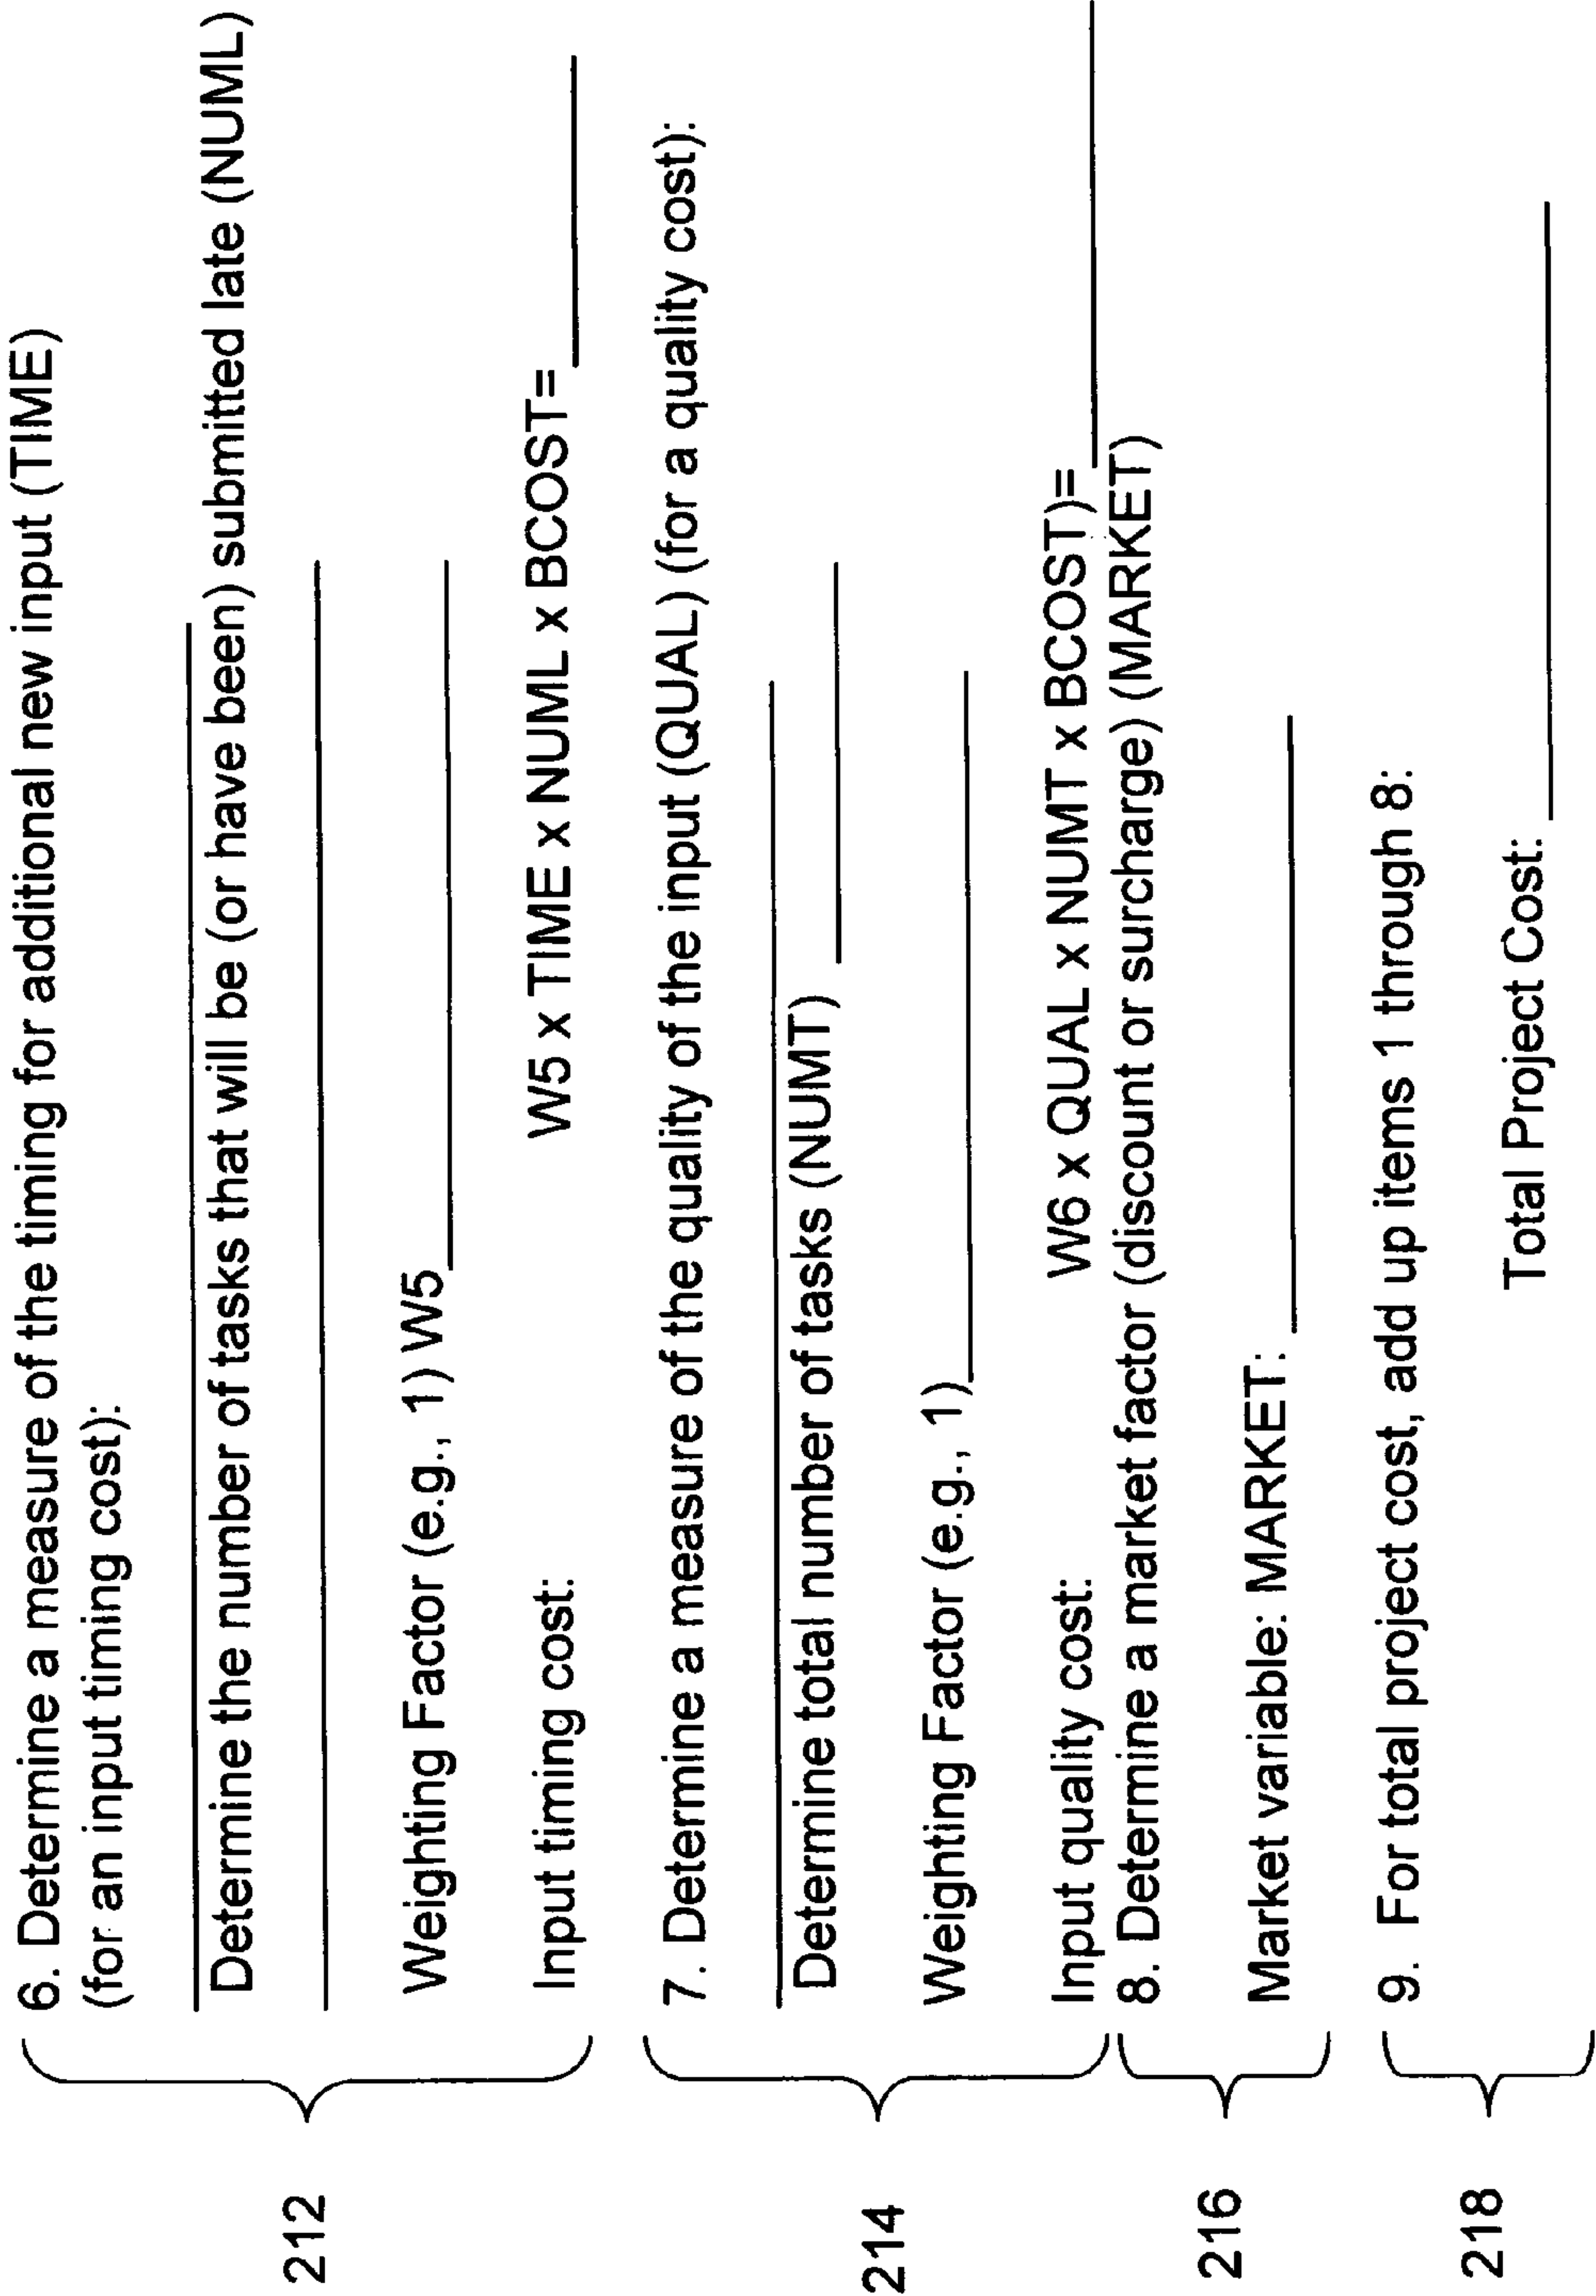 6. Determine a measure of the timing for additional new input (TIME)
(for an input timing cost):
Determine the number of tasks that will be (or have been) submitted late (NUML)
Weighting Factor (e.g., 1) W5
Input timing cost: W5 x TIME x NUML x BCOST=
212
7. Determine a measure of the quality of the input (QUAL) (for a quality cost):
Determine total number of tasks (NUMT)
Weighting Factor (e.g., 1)
Input quality cost: W6 x QUAL x NUMT x BCOST)=
214
8. Determine a market factor (discount or surcharge) (MARKET)
Market variable: MARKET:
216
9. For total project cost, add up items 1 through 8:
Total Project Cost:
218